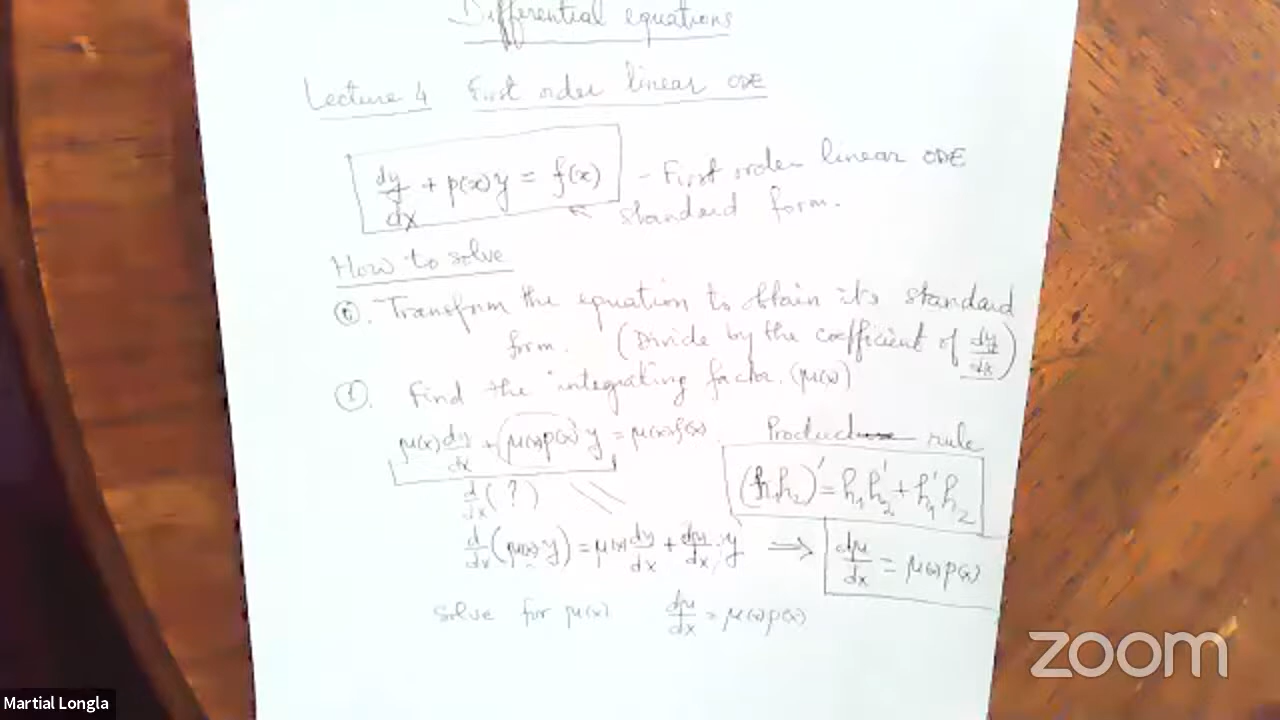 Differential equations
Lecture 4 First order linear ODE
dy/dx + p(x)y = f(x) - First order linear ODE
standard form.
How to solve
⓪. Transform the equation to obtain its standard
form. (Divide by the coefficient of dy/dx)
①. Find the integrating factor. (μ(x))
μ(x)dy/dx + μ(x)p(x)y = μ(x)f(x). Product rule
d/dx(?) (h₁h₂)' = h₁h₂' + h₁'h₂
d/dx(μ(x)y) = μ(x)dy/dx + dμ/dx·y ⟹ dμ/dx = μ(x)p(x)
solve for μ(x) dμ/dx = μ(x)p(x)
zoom
Martial Longla